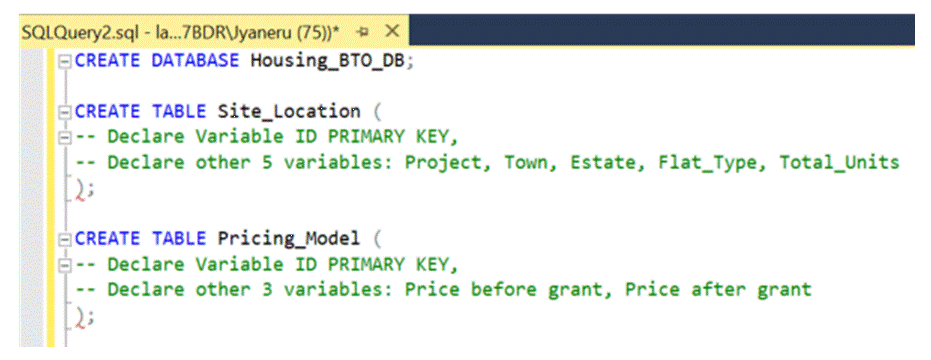 SQLQuery2.sql - la...7BDR\Jyaneru (75))*
CREATE DATABASE Housing_BTO_DB;
CREATE TABLE Site_Location (
-- Declare Variable ID PRIMARY KEY,
-- Declare other 5 variables: Project, Town, Estate, Flat_Type, Total_Units
);
CREATE TABLE Pricing_Model (
-- Declare Variable ID PRIMARY KEY,
-- Declare other 3 variables: Price before grant, Price after grant
);